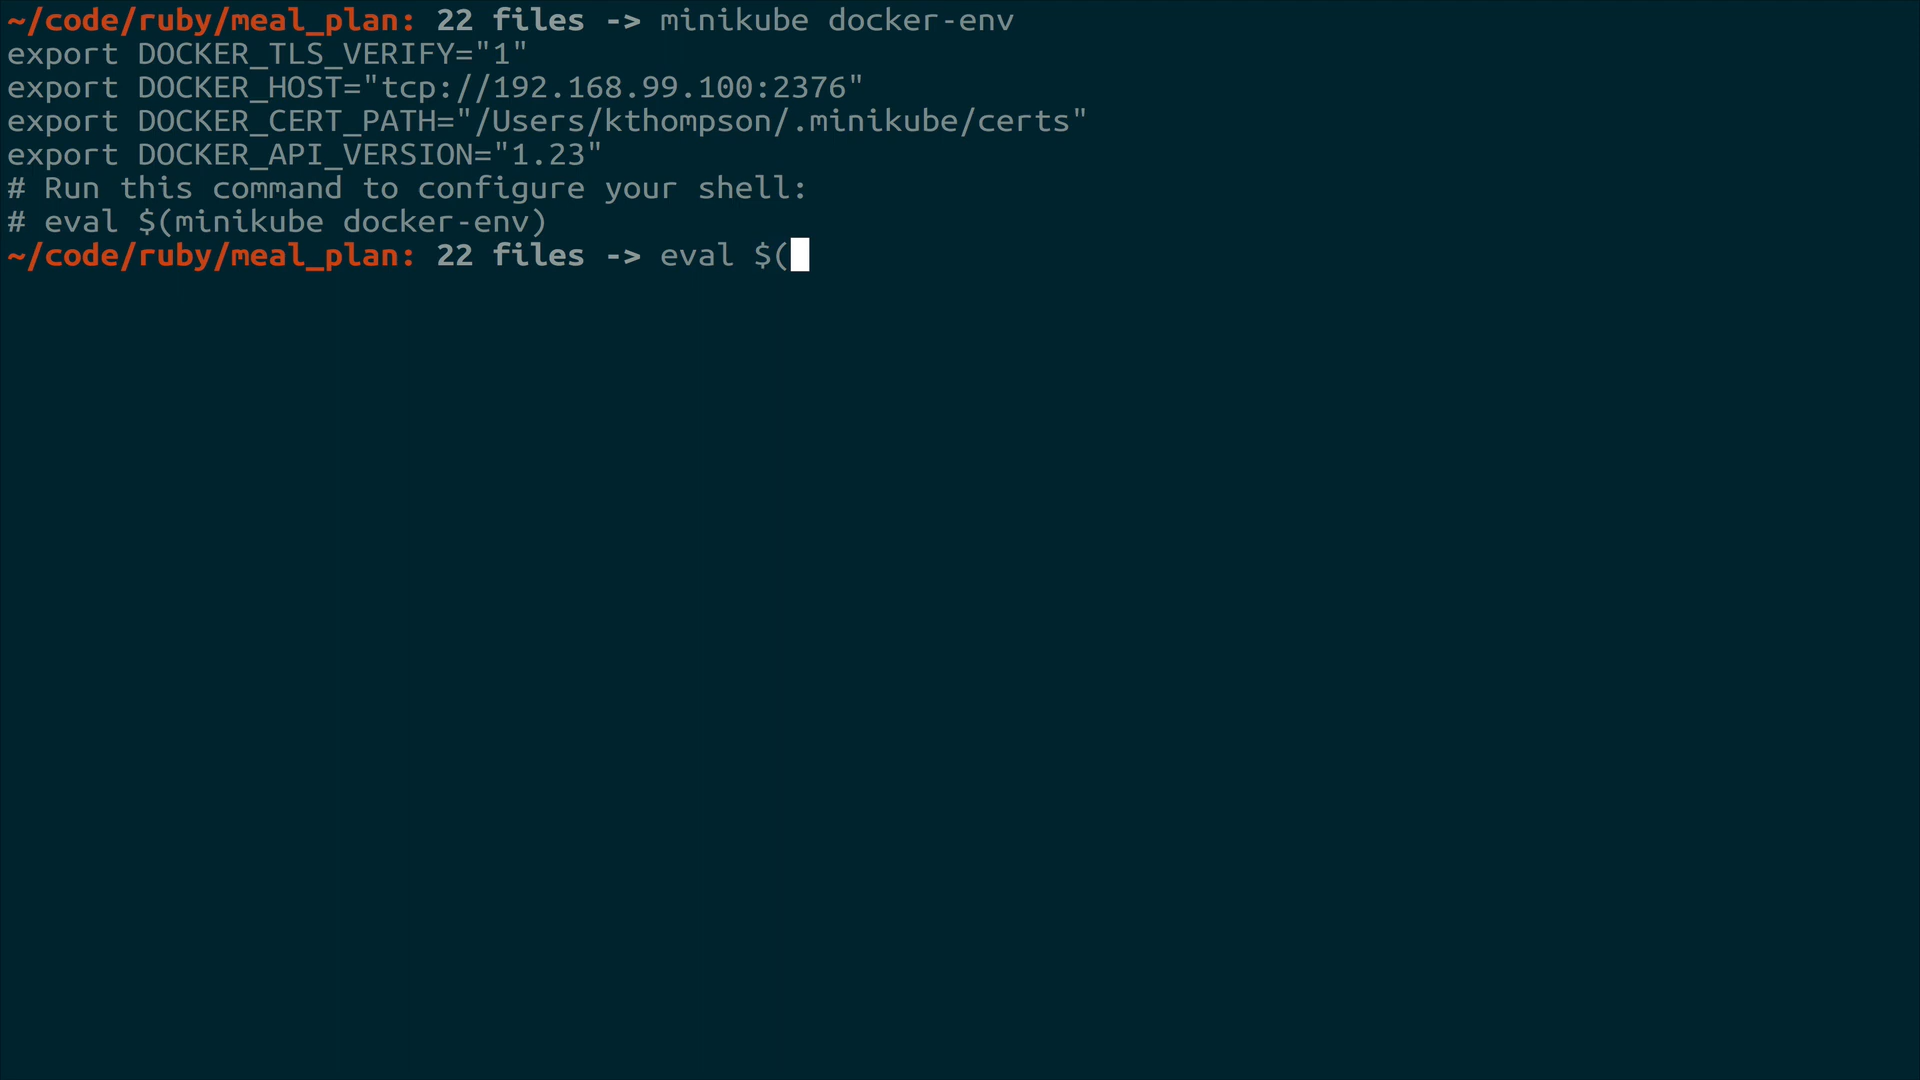 ~/code/ruby/meal_plan: 22 files -> minikube docker-env
export DOCKER_TLS_VERIFY="1"
export DOCKER_HOST="tcp://192.168.99.100:2376"
export DOCKER_CERT_PATH="/Users/kthompson/.minikube/certs"
export DOCKER_API_VERSION="1.23"
# Run this command to configure your shell:
# eval $(minikube docker-env)
~/code/ruby/meal_plan: 22 files -> eval $(